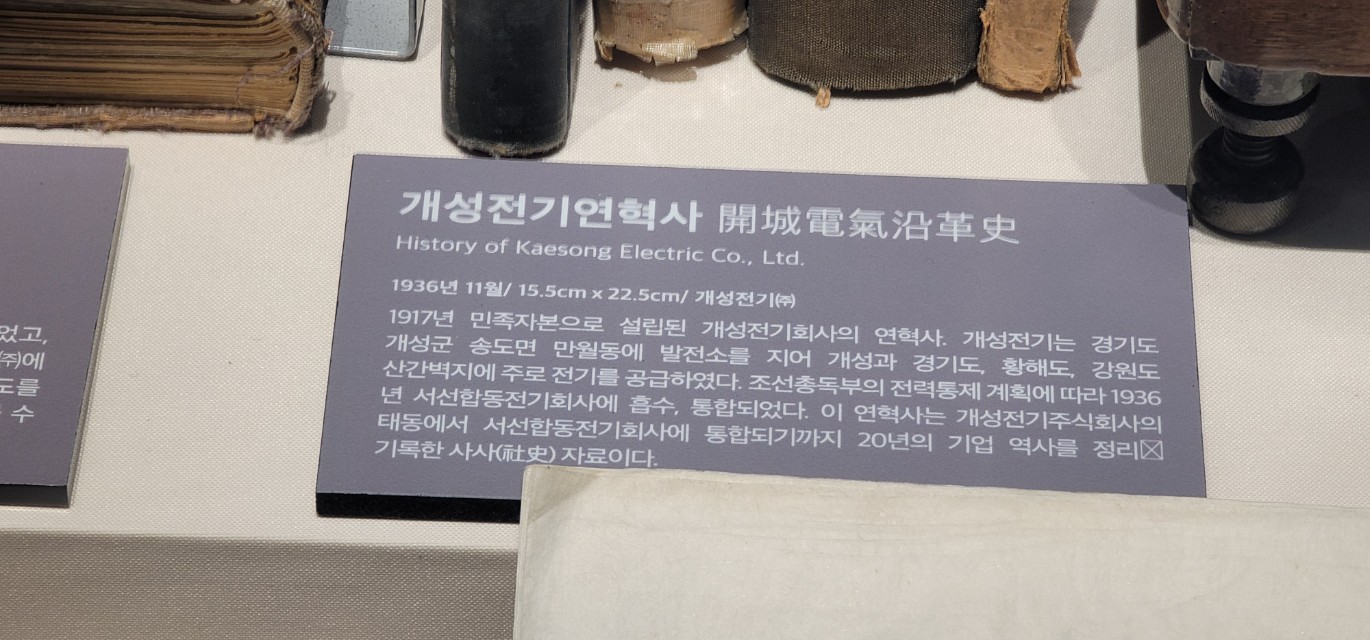 개성전기연혁사 開城電氣沿革史
History of Kaesong Electric Co., Ltd.
1936년 11월/ 15.5cm x 22.5cm/ 개성전기㈜
1917년 민족자본으로 설립된 개성전기회사의 연혁사. 개성전기는 경기도
개성군 송도면 만월동에 발전소를 지어 개성과 경기도, 황해도, 강원도
산간벽지에 주로 전기를 공급하였다. 조선총독부의 전력통제 계획에 따라 1936
년 서선합동전기회사에 흡수, 통합되었다. 이 연혁사는 개성전기주식회사의
태동에서 서선합동전기회사에 통합되기까지 20년의 기업 역사를 정리☒
기록한 사사(社史) 자료이다.
었고,
㈜에
도를
수